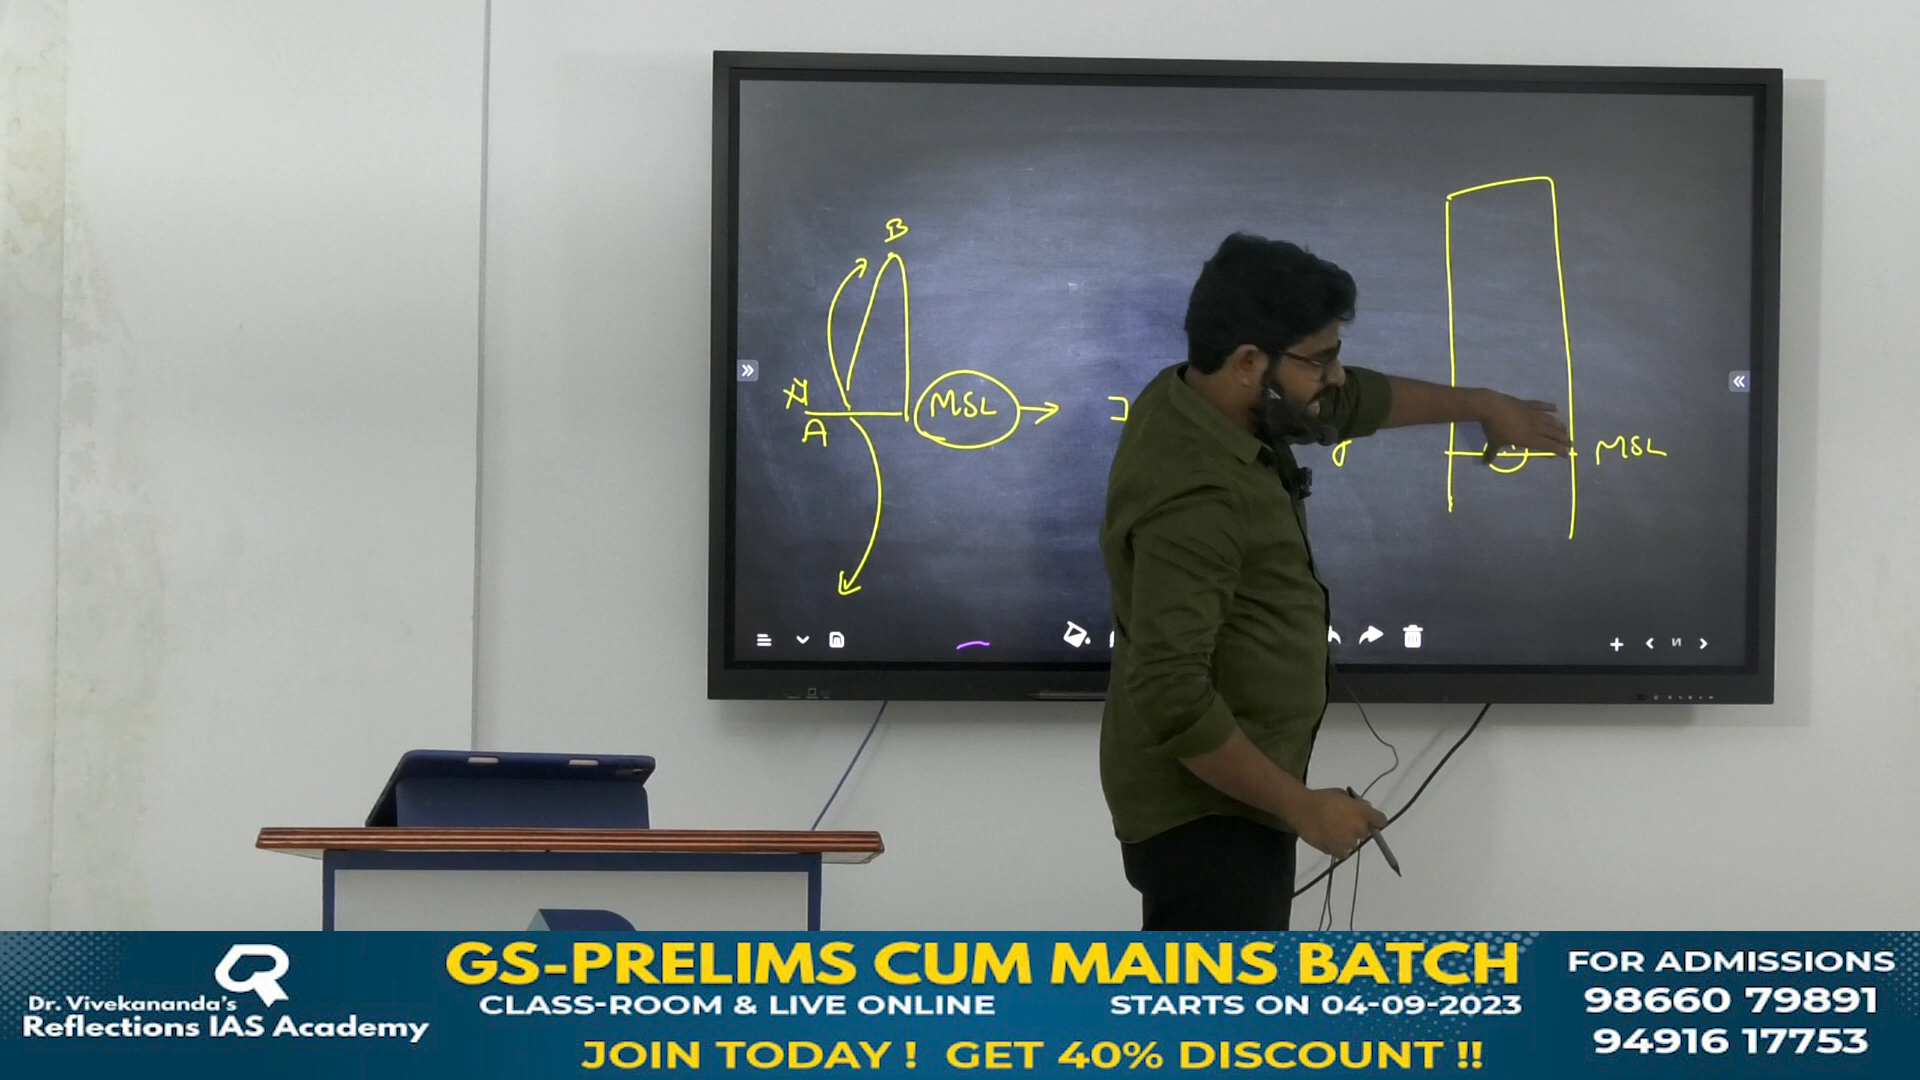 B
A
MSL
MSL
Dr. Vivekananda's
Reflections IAS Academy
GS-PRELIMS CUM MAINS BATCH
CLASS-ROOM & LIVE ONLINE
STARTS ON 04-09-2023
JOIN TODAY ! GET 40% DISCOUNT !!
FOR ADMISSIONS
98660 79891
94916 17753